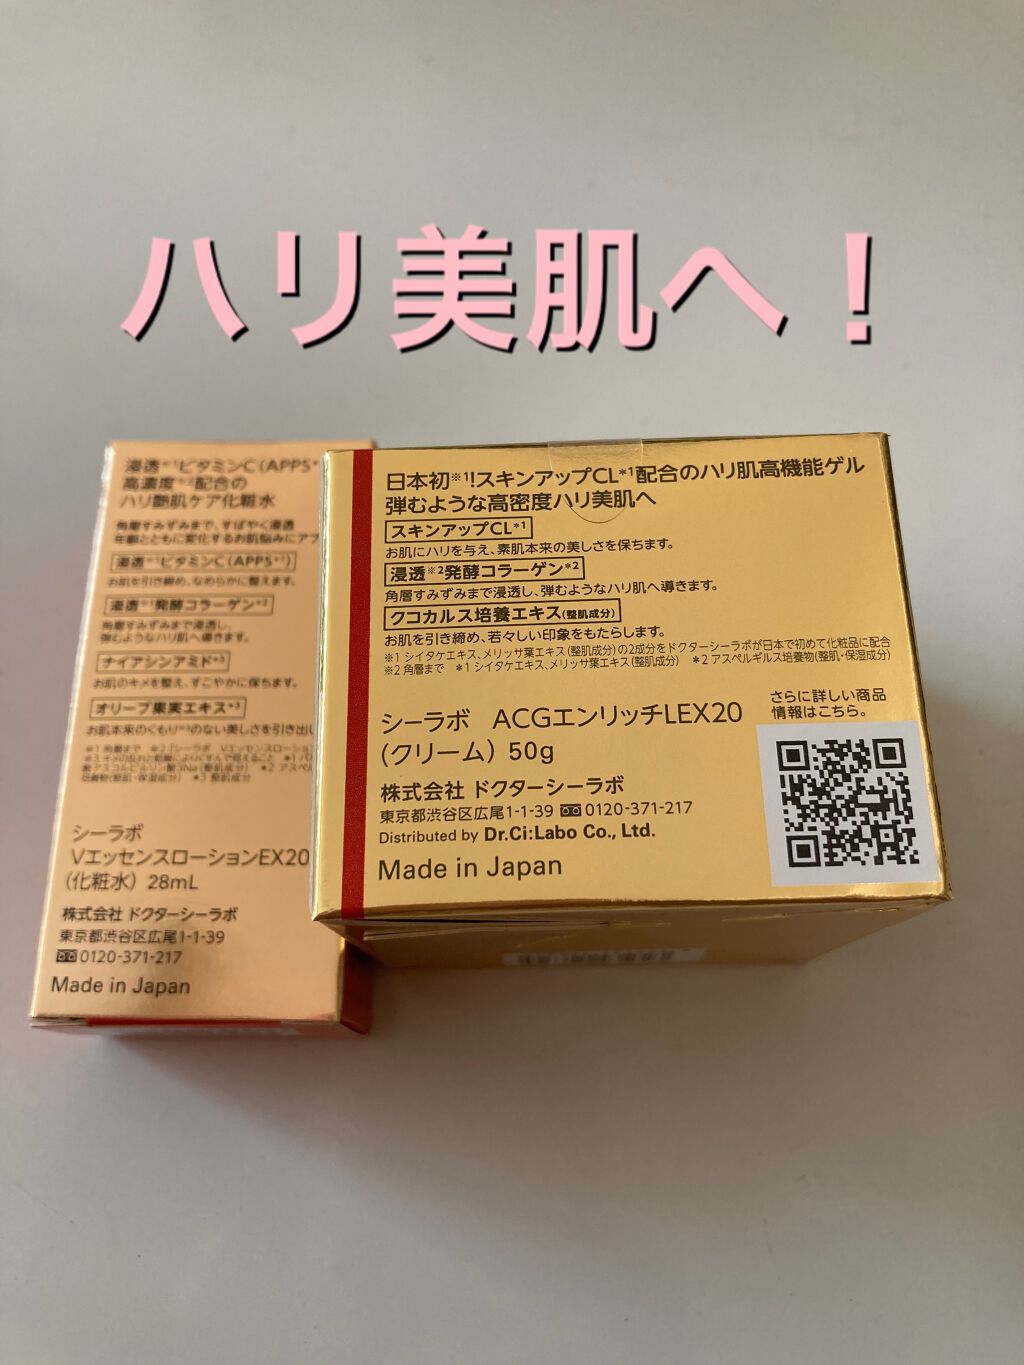 ハリ美肌へ！
浸透※1ビタミンC（APPS*
高濃度※2配合の
ハリ艶肌ケア化粧水
角層すみずみまで、すばやく浸透
年齢とともに変化するお肌悩みにアプ
浸透※1ビタミンC（APPS*1）
お肌を引き締め、なめらかに整えます。
浸透※1発酵コラーゲン*2
角層すみずみまで浸透し、
弾むようなハリ肌へ導きます。
ナイアシンアミド*3
お肌のキメを整え、すこやかに保ちます。
オリーブ果実エキス*3
お肌本来のくもり※3のない美しさを引き出し
シーラボ
VエッセンスローションEX20
（化粧水） 28mL
株式会社 ドクターシーラボ
東京都渋谷区広尾1-1-39
0120-371-217
Made in Japan
日本初※1!スキンアップCL*1配合のハリ肌高機能ゲル
弾むような高密度ハリ美肌へ
スキンアップCL*1
お肌にハリを与え、素肌本来の美しさを保ちます。
浸透※2発酵コラーゲン*2
角層すみずみまで浸透し、弾むようなハリ肌へ導きます。
クコカルス培養エキス(整肌成分)
お肌を引き締め、若々しい印象をもたらします。
※1 シイタケエキス、メリッサ葉エキス(整肌成分)の2成分をドクターシーラボが日本で初めて化粧品に配合
※2 角層まで *1 シイタケエキス、メリッサ葉エキス(整肌成分) *2 アスペルギルス培養物(整肌・保湿成分)
シーラボ ACGエンリッチLEX20
（クリーム）50g
株式会社 ドクターシーラボ
東京都渋谷区広尾1-1-39 0120-371-217
Distributed by Dr.Ci:Labo Co., Ltd.
Made in Japan
さらに詳しい商品
情報はこちら。